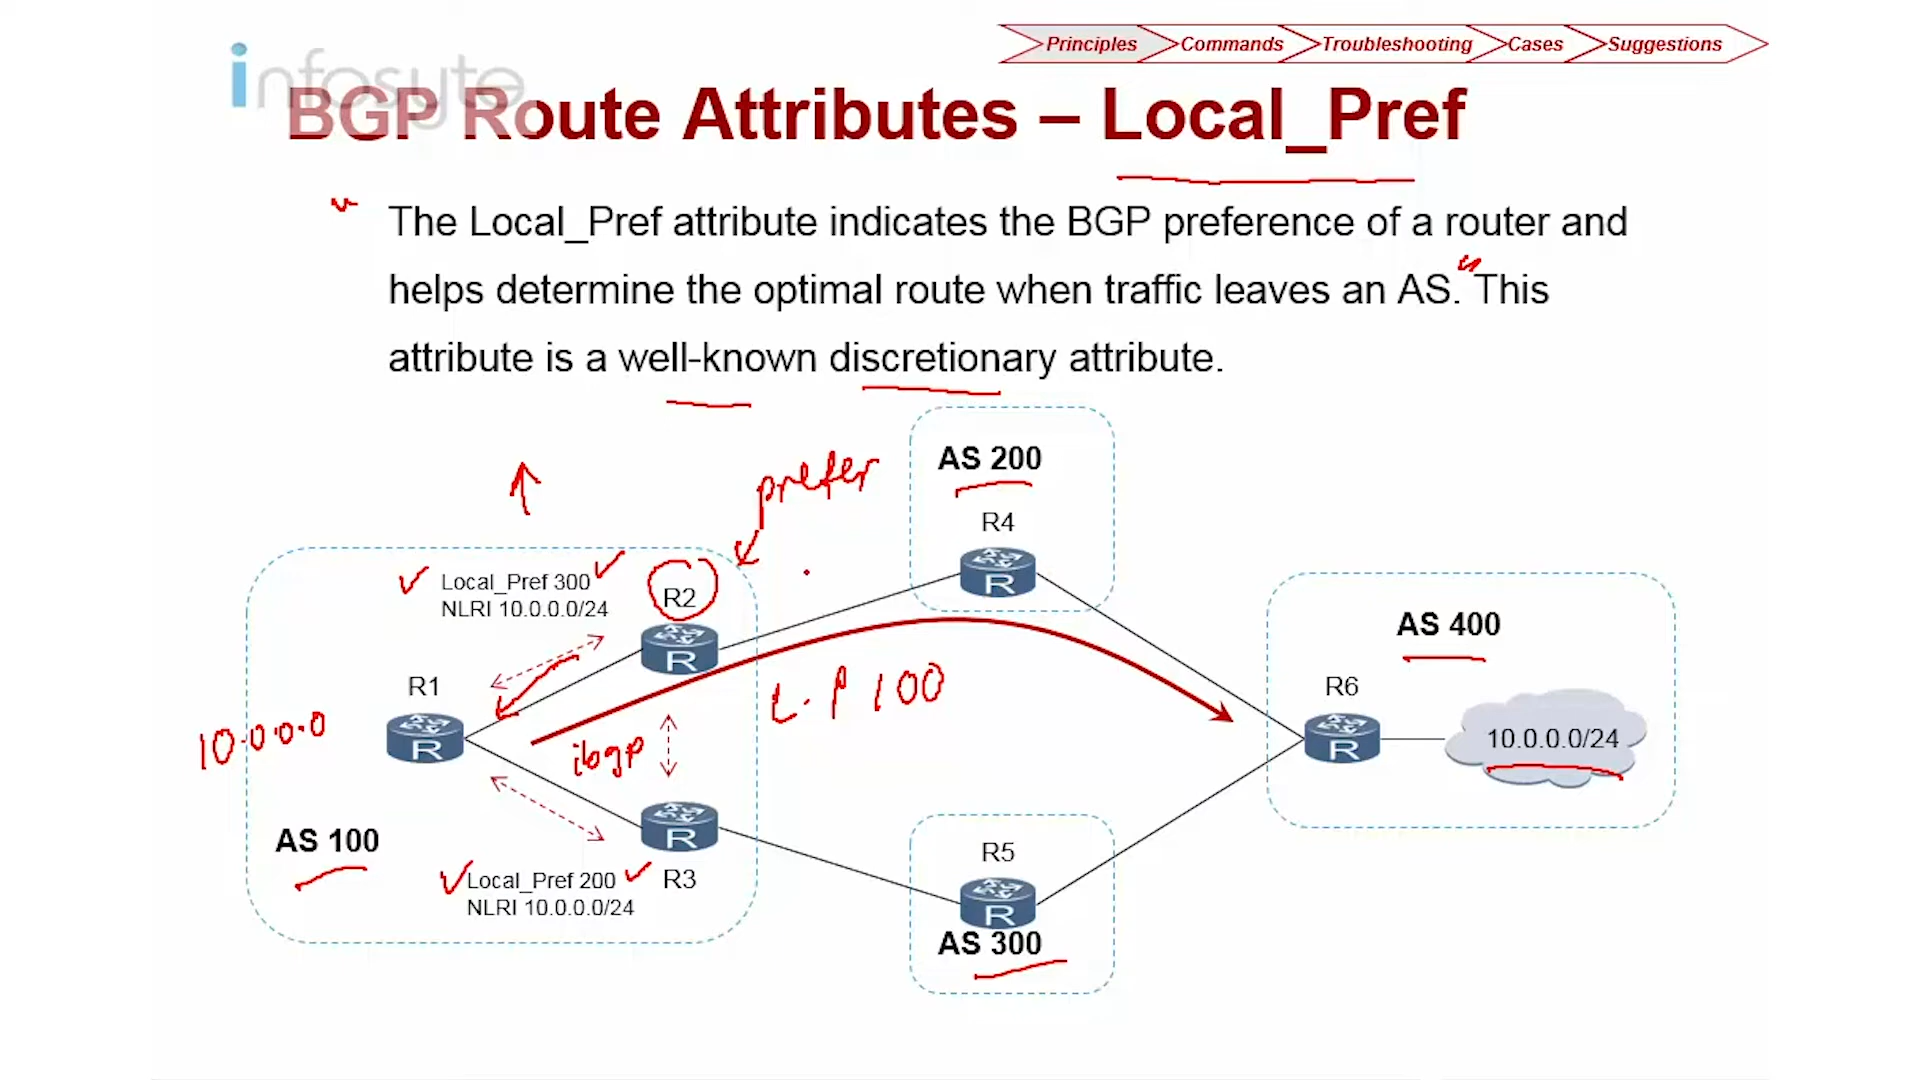 Principles Commands Troubleshooting Cases Suggestions
infosyte
BGP Route Attributes – Local_Pref
The Local_Pref attribute indicates the BGP preference of a router and
helps determine the optimal route when traffic leaves an AS. This
attribute is a well-known discretionary attribute.
prefer
AS 200
R4
R
Local_Pref 300
NLRI 10.0.0.0/24
R2
R
AS 400
R1
R
10.0.0.0
L.P 100
ibgp
R6
R
10.0.0.0/24
AS 100
R
R3
Local_Pref 200
NLRI 10.0.0.0/24
R5
R
AS 300